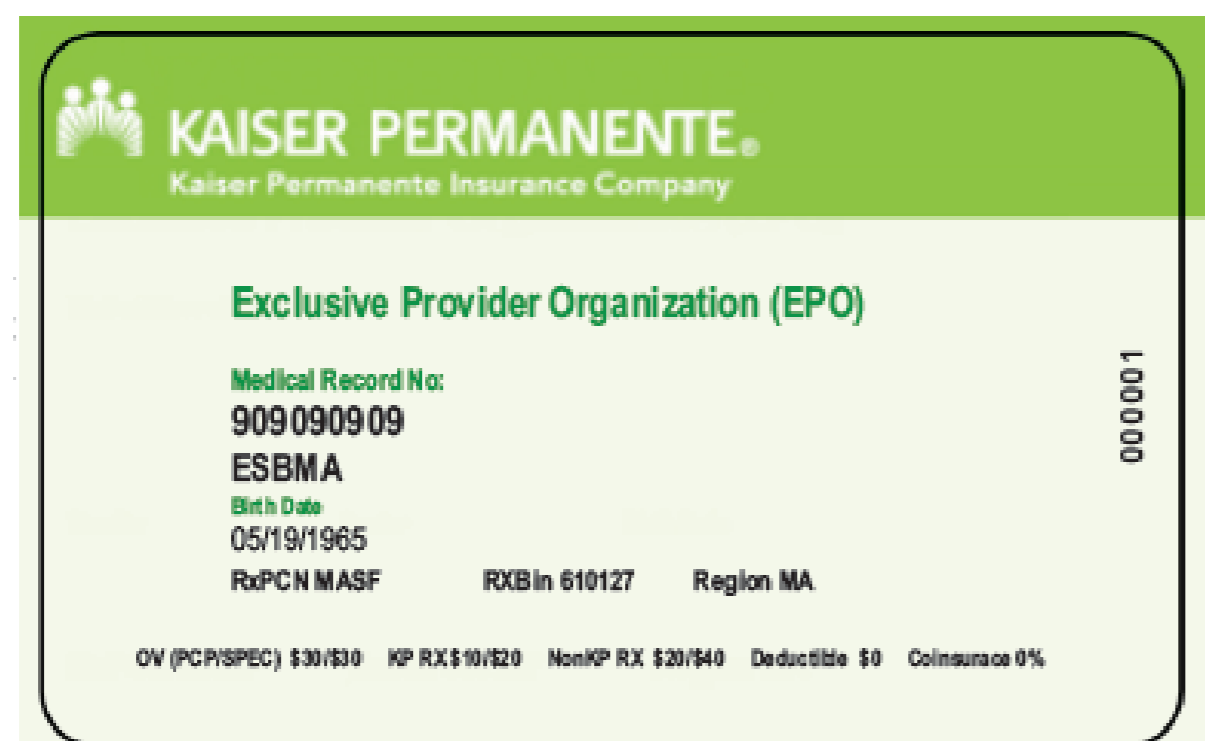 KAISER PERMANENTE®
Kaiser Permanente Insurance Company
Exclusive Provider Organization (EPO)
Medical Record No:
909090909
ESBMA
Birth Date
05/19/1965
RxPCN MASF RXBin 610127 Region MA
OV (PCP/SPEC) $30/$30 KP RX $10/$20 NonKP RX $20/$40 Deductible $0 Coinsurace 0%
000001